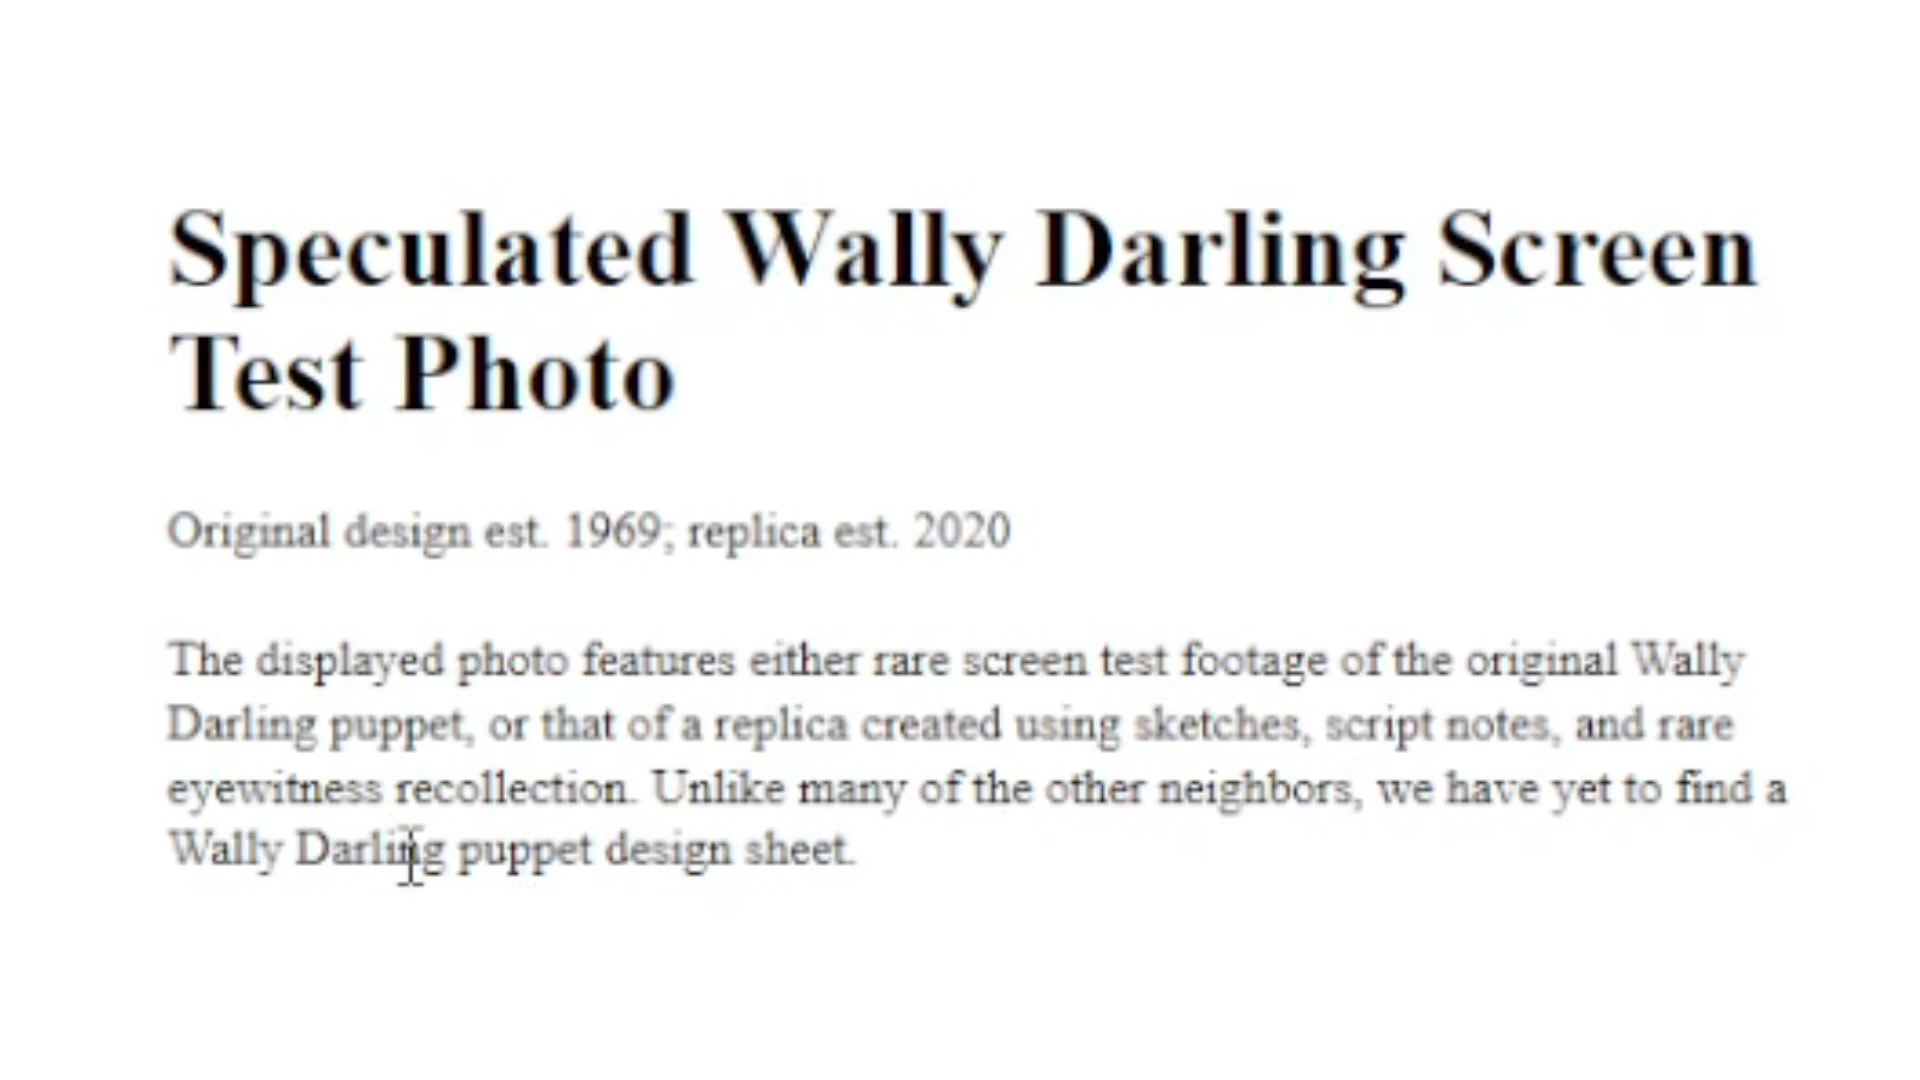 Speculated Wally Darling Screen
Test Photo
Original design est. 1969; replica est. 2020
The displayed photo features either rare screen test footage of the original Wally
Darling puppet, or that of a replica created using sketches, script notes, and rare
eyewitness recollection. Unlike many of the other neighbors, we have yet to find a
Wally Darling puppet design sheet.